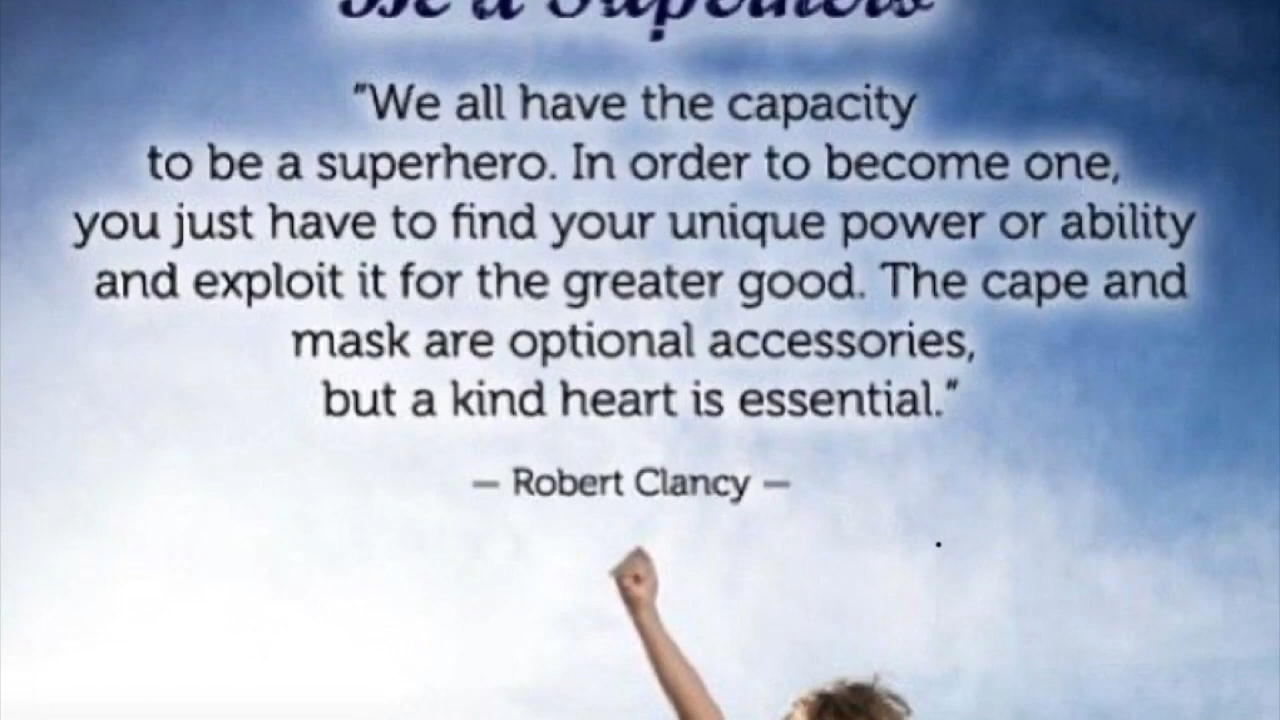 Be a Superhero
"We all have the capacity
to be a superhero. In order to become one,
you just have to find your unique power or ability
and exploit it for the greater good. The cape and
mask are optional accessories,
but a kind heart is essential."
— Robert Clancy —